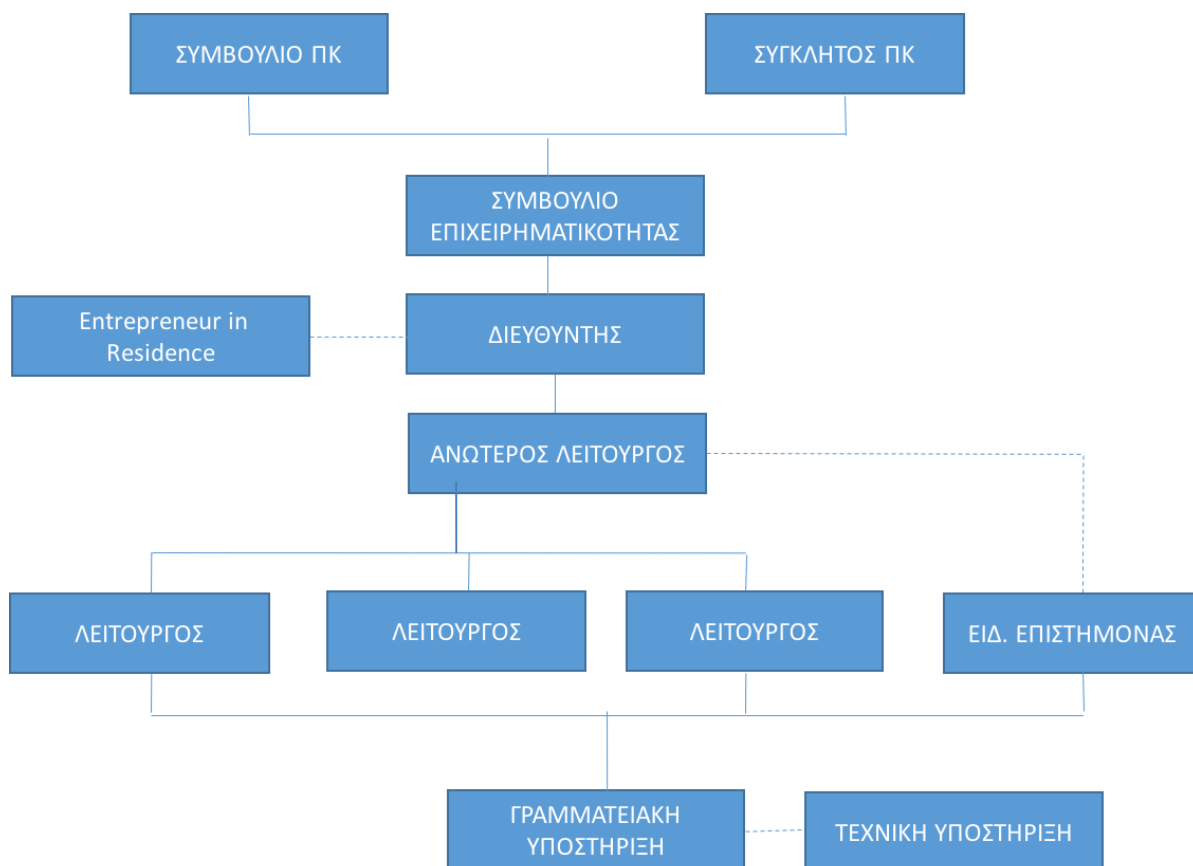 ΣΥΜΒΟΥΛΙΟ ΠΚ
ΣΥΓΚΛΗΤΟΣ ΠΚ
ΣΥΜΒΟΥΛΙΟ
ΕΠΙΧΕΙΡΗΜΑΤΙΚΟΤΗΤΑΣ
Entrepreneur in
Residence
ΔΙΕΥΘΥΝΤΗΣ
ΑΝΩΤΕΡΟΣ ΛΕΙΤΟΥΡΓΟΣ
ΛΕΙΤΟΥΡΓΟΣ
ΛΕΙΤΟΥΡΓΟΣ
ΛΕΙΤΟΥΡΓΟΣ
ΕΙΔ. ΕΠΙΣΤΗΜΟΝΑΣ
ΓΡΑΜΜΑΤΕΙΑΚΗ
ΥΠΟΣΤΗΡΙΞΗ
ΤΕΧΝΙΚΗ ΥΠΟΣΤΗΡΙΞΗ